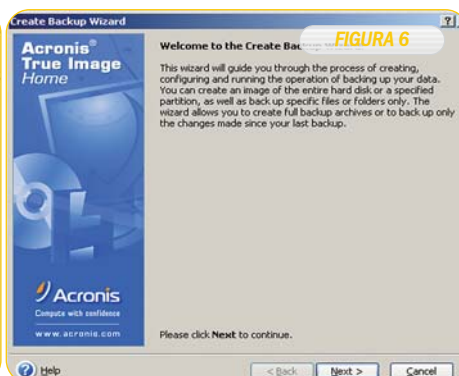 Create Backup Wizard
?
Acronis®
True Image
Home
Acronis
Compute with confidence
www.acronis.com
FIGURA 6
Welcome to the Create Bac
This wizard will guide you through the process of creating,
configuring and running the operation of backing up your data.
You can create an image of the entire hard disk or a specified
partition, as well as back up specific files or folders only. The
wizard allows you to create full backup archives or to back up only
the changes made since your last backup.
Please click Next to continue.
? Help
< Back
Next >
Cancel